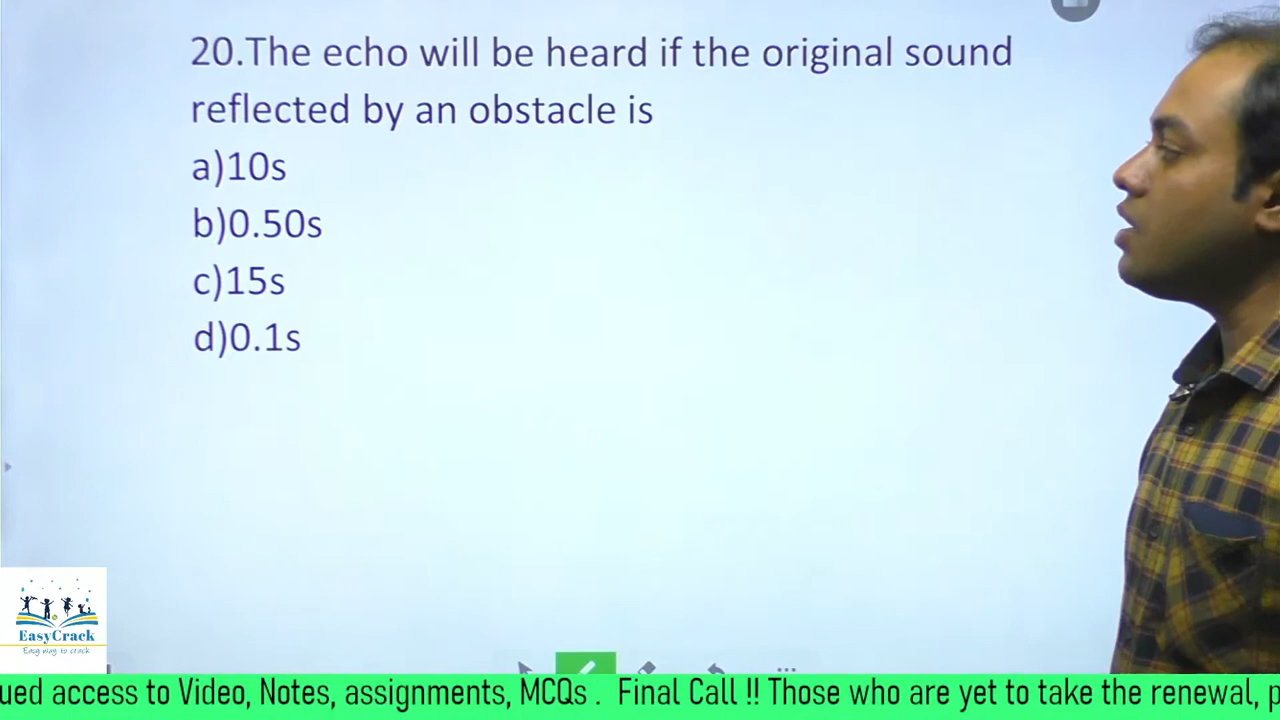 20.The echo will be heard if the original sound
reflected by an obstacle is
a)10s
b)0.50s
c)15s
d)0.1s
EasyCrack
Easy way to crack
ued access to Video, Notes, assignments, MCQs . Final Call !! Those who are yet to take the renewal, p